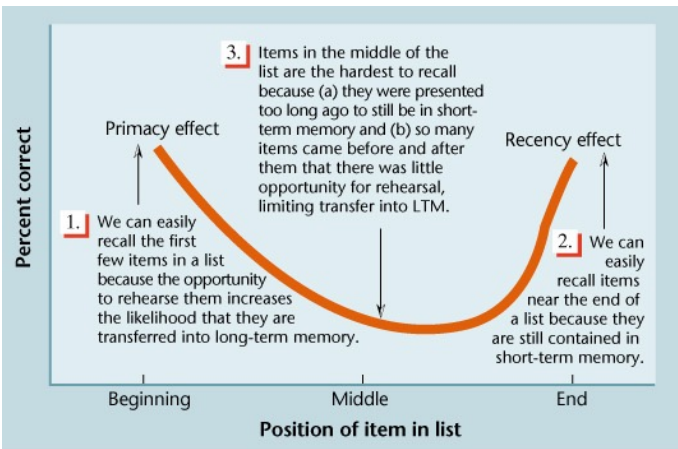 Percent correct
Primacy effect
1. We can easily
recall the first
few items in a list
because the opportunity
to rehearse them increases
the likelihood that they are
transferred into long-term memory.
3. Items in the middle of the
list are the hardest to recall
because (a) they were presented
too long ago to still be in short-
term memory and (b) so many
items came before and after
them that there was little
opportunity for rehearsal,
limiting transfer into LTM.
Recency effect
2. We can
easily
recall items
near the end of
a list because they
are still contained in
short-term memory.
Beginning
Middle
End
Position of item in list